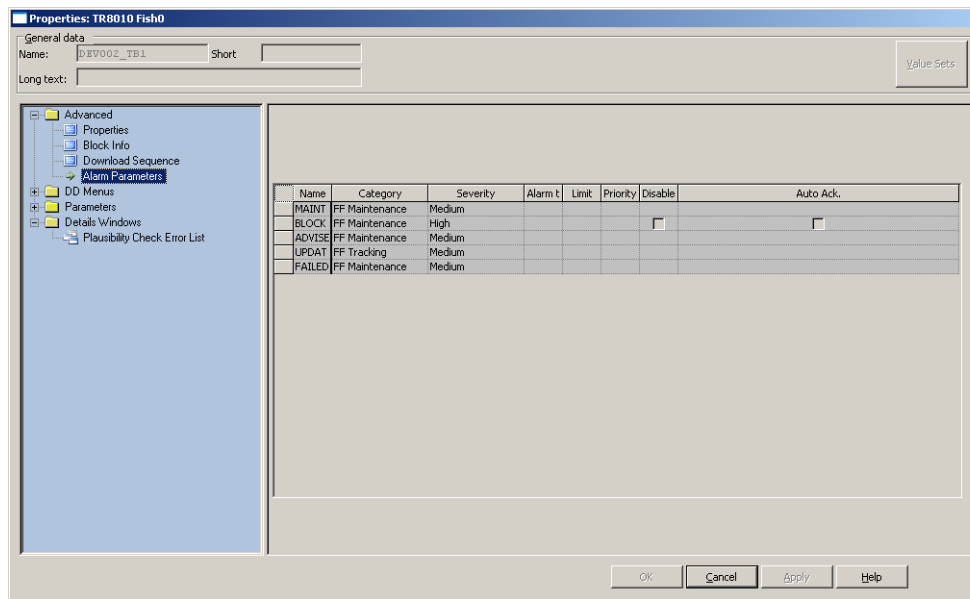 Properties: TR8010 Fish0
General data
Name: DEV002_TB1 Short
Long text:
Value Sets
Advanced
Properties
Block Info
Download Sequence
Alarm Parameters
DD Menus
Parameters
Details Windows
Plausibility Check Error List
Name Category Severity Alarm t Limit Priority Disable Auto Ack.
MAINT FF Maintenance Medium
BLOCK FF Maintenance High
ADVISE FF Maintenance Medium
UPDAT FF Tracking Medium
FAILED FF Maintenance Medium
OK Cancel Apply Help